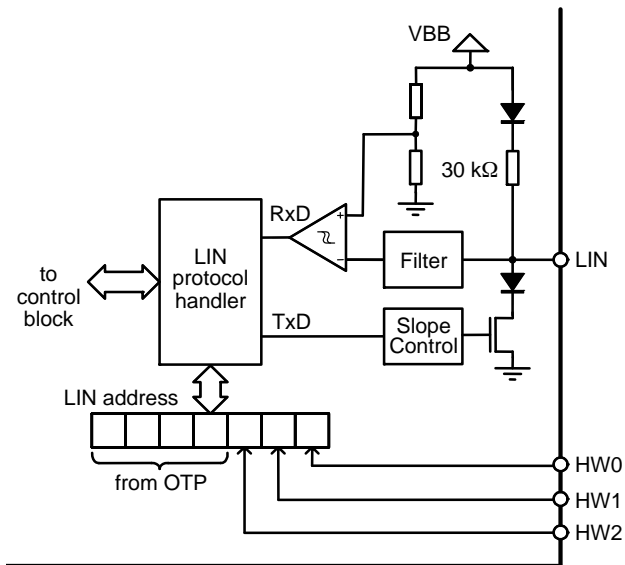 VBB
30 kΩ
RxD
+
−
LIN
protocol
handler
Filter
LIN
to
control
block
TxD
Slope
Control
LIN address
from OTP
HW0
HW1
HW2